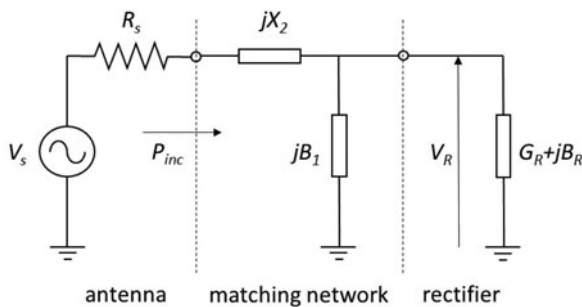 R_s
jX_2
V_s
P_inc
jB_1
V_R
G_R+jB_R
antenna
matching network
rectifier